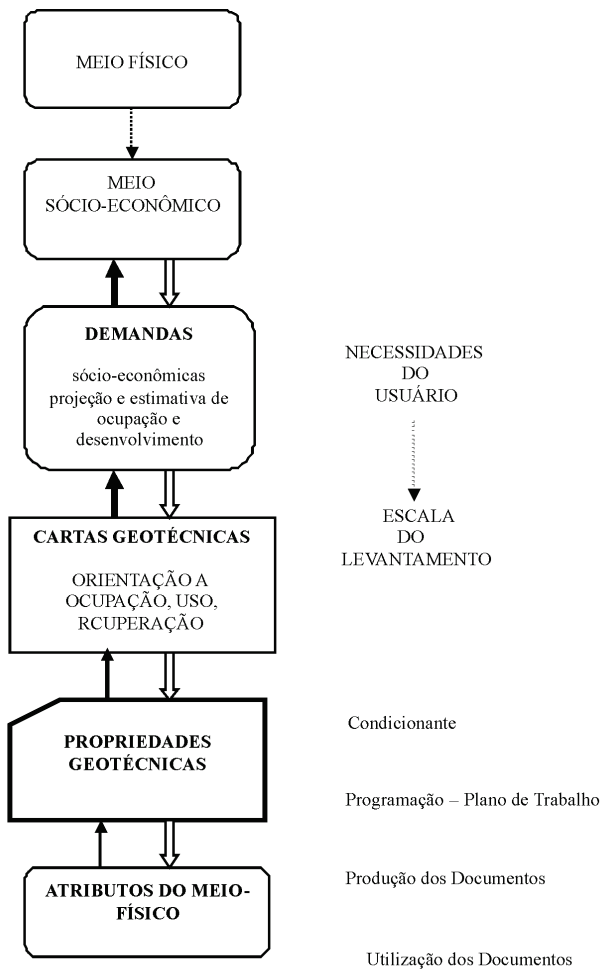 MEIO FÍSICO
MEIO
SÓCIO-ECONÔMICO
DEMANDAS
sócio-econômicas
projeção e estimativa de
ocupação e
desenvolvimento
NECESSIDADES
DO
USUÁRIO
CARTAS GEOTÉCNICAS
ORIENTAÇÃO A
OCUPAÇÃO, USO,
RCUPERAÇÃO
ESCALA
DO
LEVANTAMENTO
PROPRIEDADES
GEOTÉCNICAS
Condicionante
Programação – Plano de Trabalho
ATRIBUTOS DO MEIO-
FÍSICO
Produção dos Documentos
Utilização dos Documentos